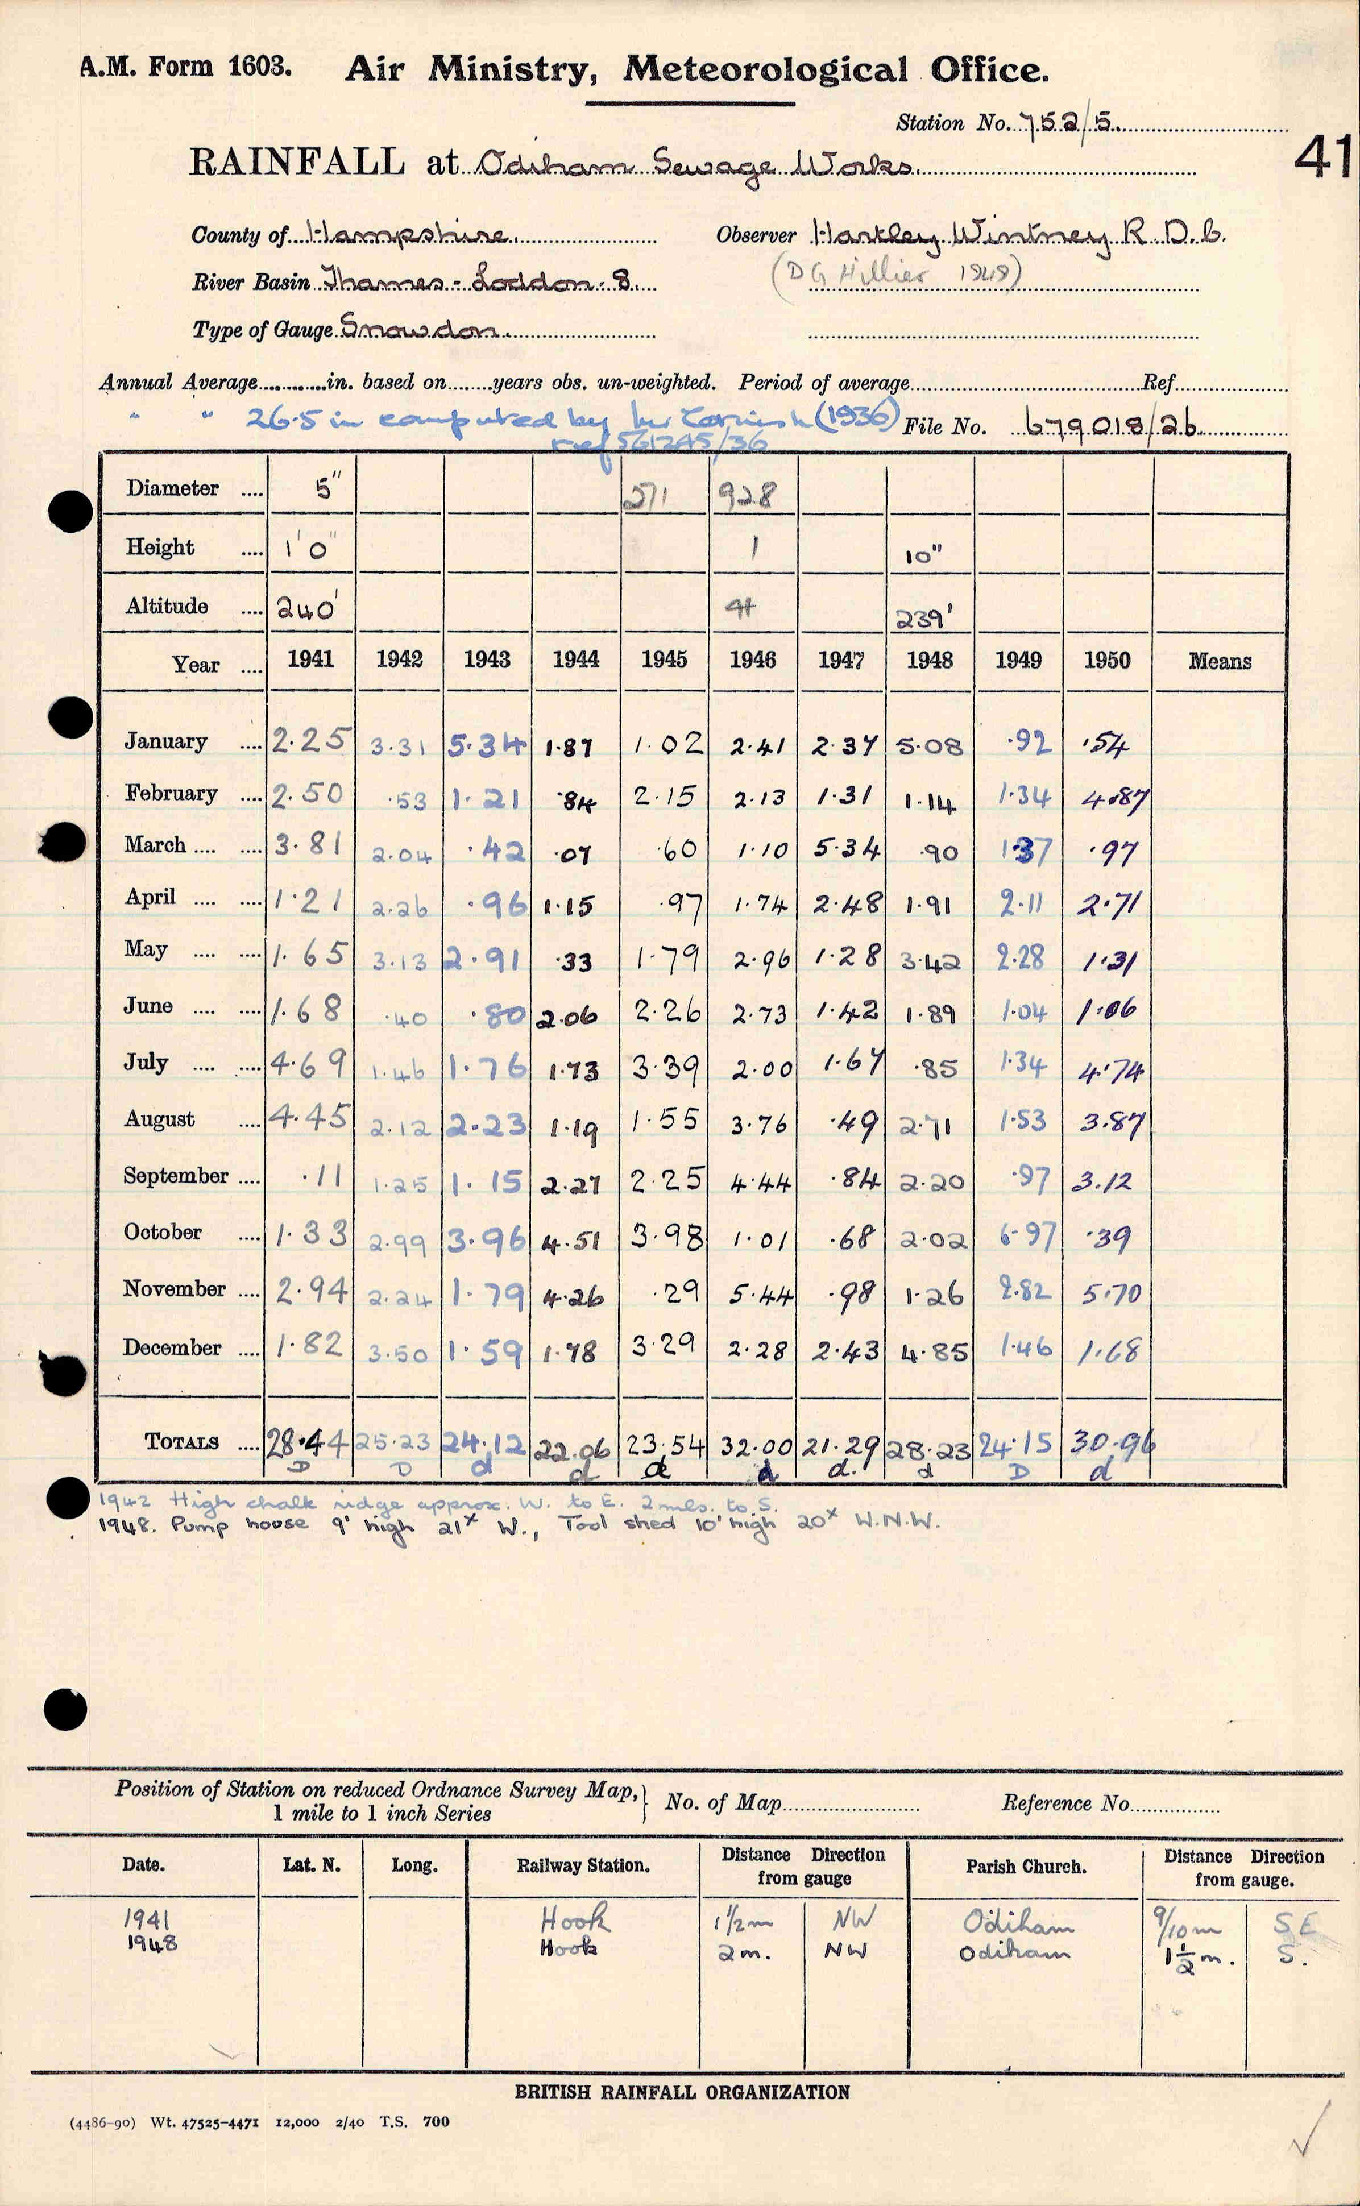 A.M. Form 1603. Air Ministry, Meteorological Office.
Station No. 752/5
41
RAINFALL at Odiham Sewage Works
County of Hampshire Observer Hartley Wintney R.D.C.
River Basin Thames - Loddon - 8 (D G Hillier 1949)
Type of Gauge Snowdon
Annual Average in. based on years obs. un-weighted. Period of average Ref
" " 26.5 in computed by Mr (1936) File No. 679018/26
ref 561245/36
Diameter 5" 571 928
Height 1'0" 1 10"
Altitude 240' 239'
Year 1941 1942 1943 1944 1945 1946 1947 1948 1949 1950 Means
January 2.25 3.31 5.34 1.87 1.02 2.41 2.37 5.08 .92 .54
February 2.50 .53 1.21 .84 2.15 2.13 1.31 1.14 1.34 4.87
March 3.81 2.04 .42 .07 .60 1.10 5.34 .90 1.37 .97
April 1.21 2.26 .96 1.15 .97 1.74 2.48 1.91 2.11 2.71
May 1.65 3.13 2.91 .33 1.79 2.96 1.28 3.42 2.28 1.31
June 1.68 .40 .80 2.06 2.26 2.73 1.42 1.89 1.04 1.06
July 4.69 1.46 1.76 1.73 3.39 2.00 1.67 .85 1.34 4.74
August 4.45 2.12 2.23 1.19 1.55 3.76 .49 2.71 1.53 3.87
September .11 1.25 1.15 2.27 2.25 4.44 .84 2.20 .97 3.12
October 1.33 2.99 3.96 4.51 3.98 1.01 .68 2.02 6.97 .39
November 2.94 2.24 1.79 4.26 .29 5.44 .98 1.26 2.82 5.70
December 1.82 3.50 1.59 1.78 3.29 2.28 2.43 4.85 1.46 1.68
TOTALS 28.44 25.23 24.12 22.06 23.54 32.00 21.29 28.23 24.15 30.96
D D d d d d d. d D d
1942 High chalk ridge approx. W. to E. 2 mls. to S.
1948. Pump house 9' high 21ˣ W., Tool shed 10' high 20ˣ W.N.W.
Position of Station on reduced Ordnance Survey Map, 1 mile to 1 inch Series } No. of Map Reference No.
Date. Lat. N. Long. Railway Station. Distance Direction from gauge Parish Church. Distance Direction from gauge.
1941 Hook 1½m NW Odiham 9/10m SE
1948 Hook 2m. NW Odiham 1½m. S.
BRITISH RAINFALL ORGANIZATION
(4486-90) Wt. 47525-4471 12,000 2/40 T.S. 700